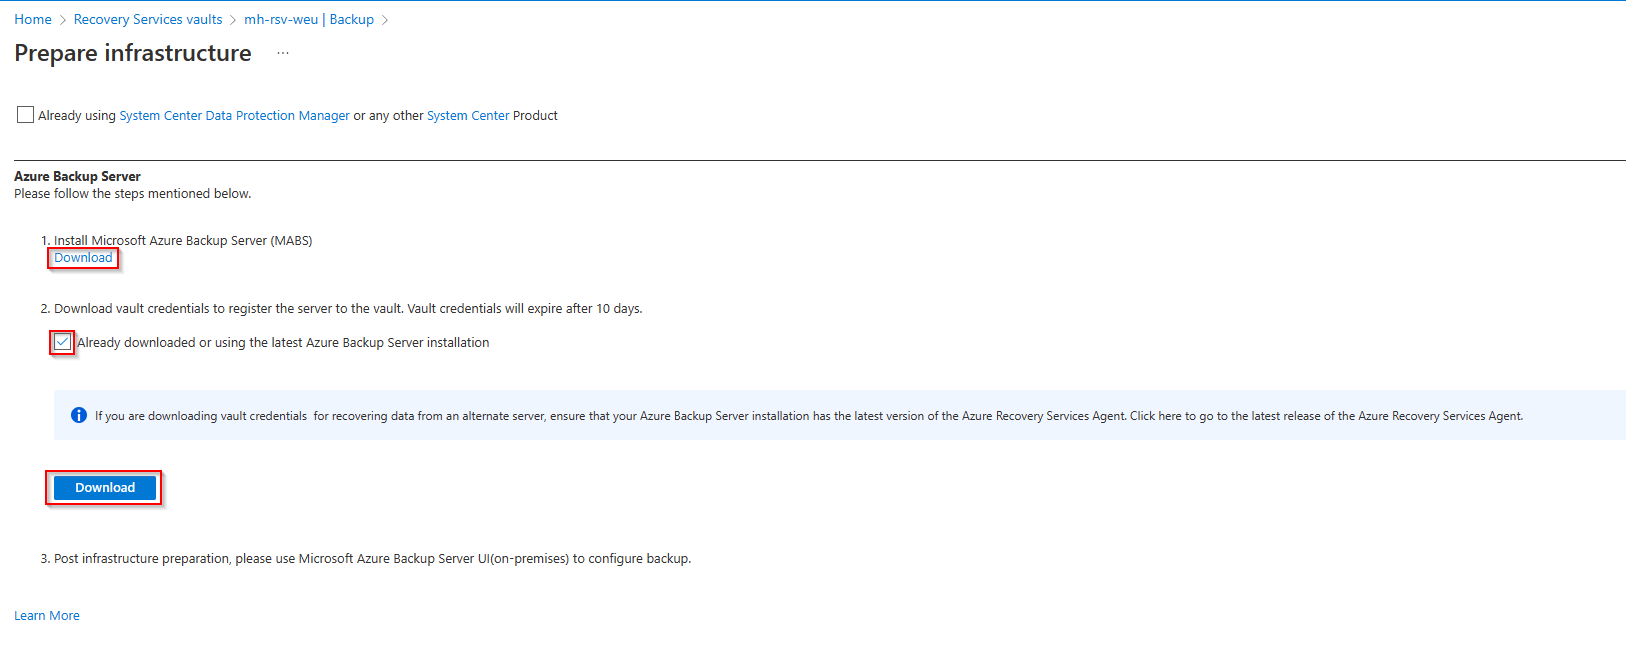 Home > Recovery Services vaults > mh-rsv-weu | Backup >
Prepare infrastructure ...
Already using System Center Data Protection Manager or any other System Center Product
Azure Backup Server
Please follow the steps mentioned below.
1. Install Microsoft Azure Backup Server (MABS)
Download
2. Download vault credentials to register the server to the vault. Vault credentials will expire after 10 days.
Already downloaded or using the latest Azure Backup Server installation
If you are downloading vault credentials for recovering data from an alternate server, ensure that your Azure Backup Server installation has the latest version of the Azure Recovery Services Agent. Click here to go to the latest release of the Azure Recovery Services Agent.
Download
3. Post infrastructure preparation, please use Microsoft Azure Backup Server UI(on-premises) to configure backup.
Learn More